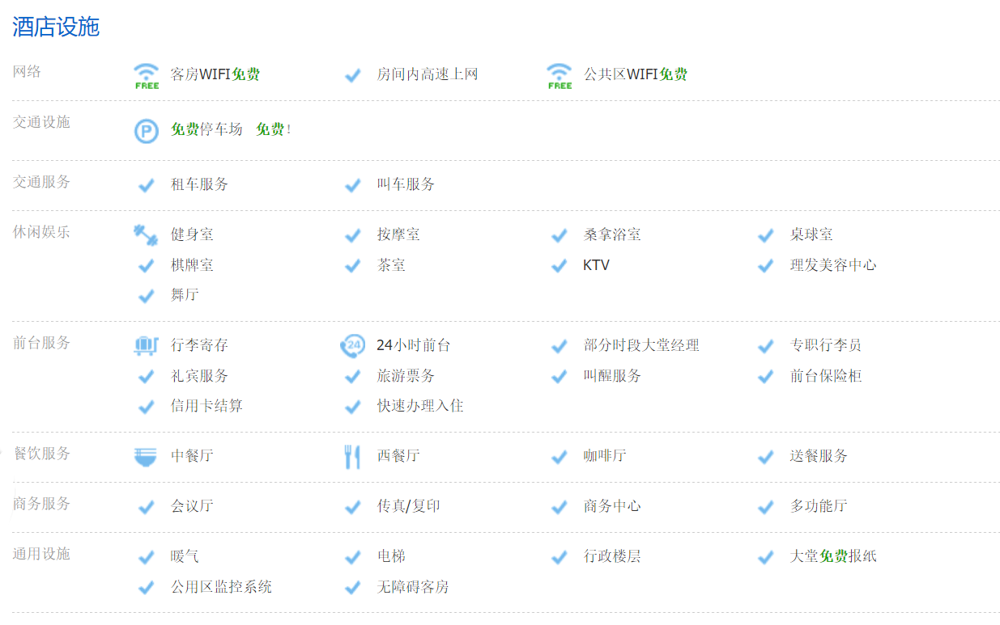 酒店设施
网络 FREE 客房WIFI免费 房间内高速上网 FREE 公共区WIFI免费
交通设施 P 免费停车场 免费!
交通服务 租车服务 叫车服务
休闲娱乐 健身室 按摩室 桑拿浴室 桌球室
棋牌室 茶室 KTV 理发美容中心
舞厅
前台服务 行李寄存 24 24小时前台 部分时段大堂经理 专职行李员
礼宾服务 旅游票务 叫醒服务 前台保险柜
信用卡结算 快速办理入住
餐饮服务 中餐厅 西餐厅 咖啡厅 送餐服务
商务服务 会议厅 传真/复印 商务中心 多功能厅
通用设施 暖气 电梯 行政楼层 大堂免费报纸
公用区监控系统 无障碍客房